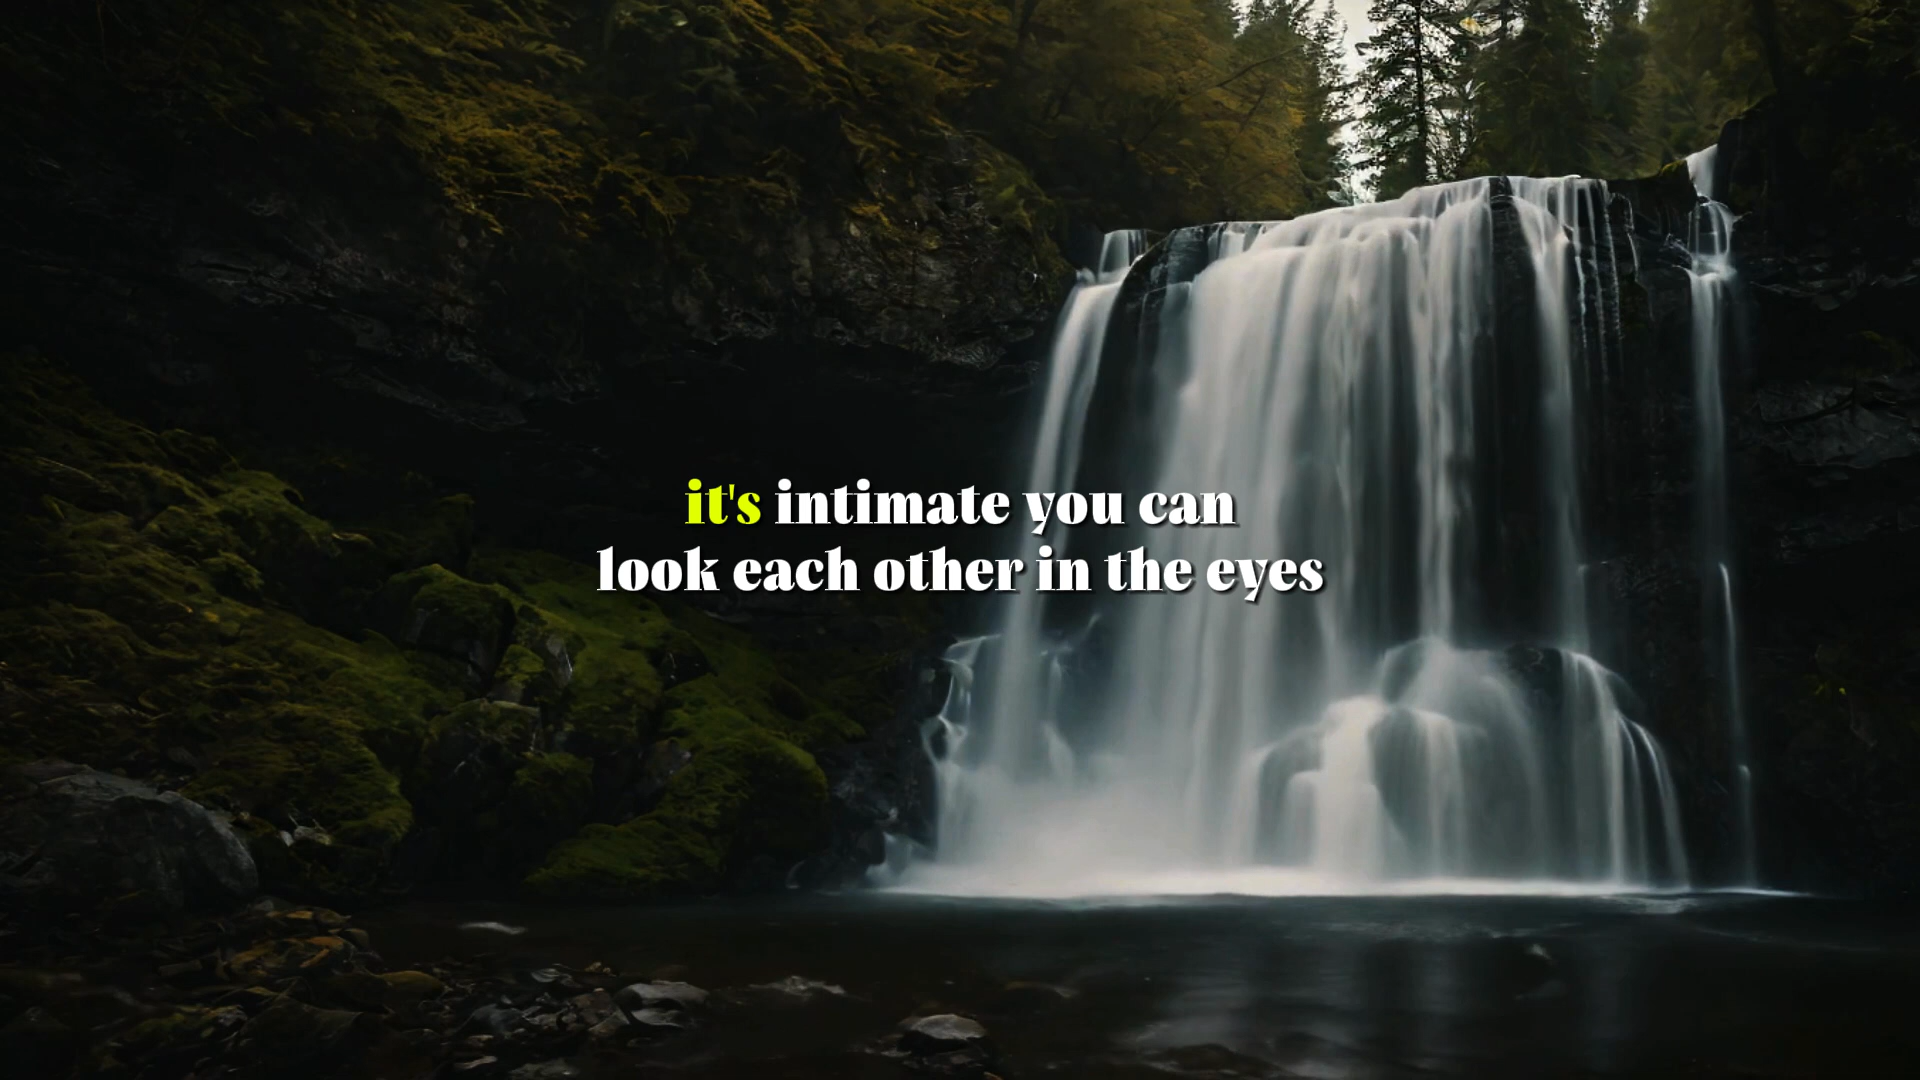 it's intimate you can
look each other in the eyes